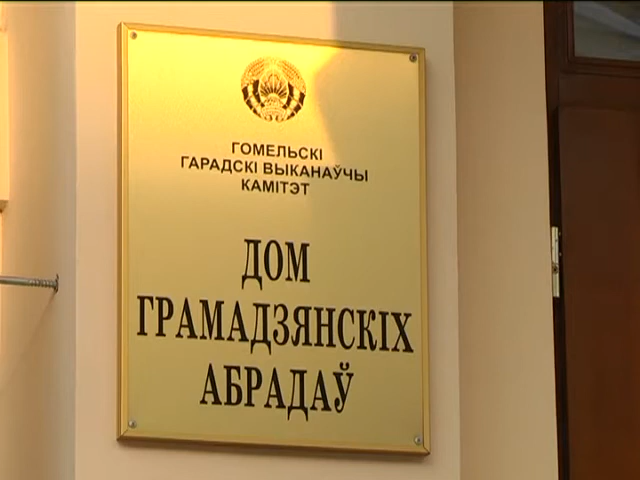 ГОМЕЛЬСКІ
ГАРАДСКІ ВЫКАНАЎЧЫ
КАМІТЭТ
ДОМ
ГРАМАДЗЯНСКІХ
АБРАДАЎ